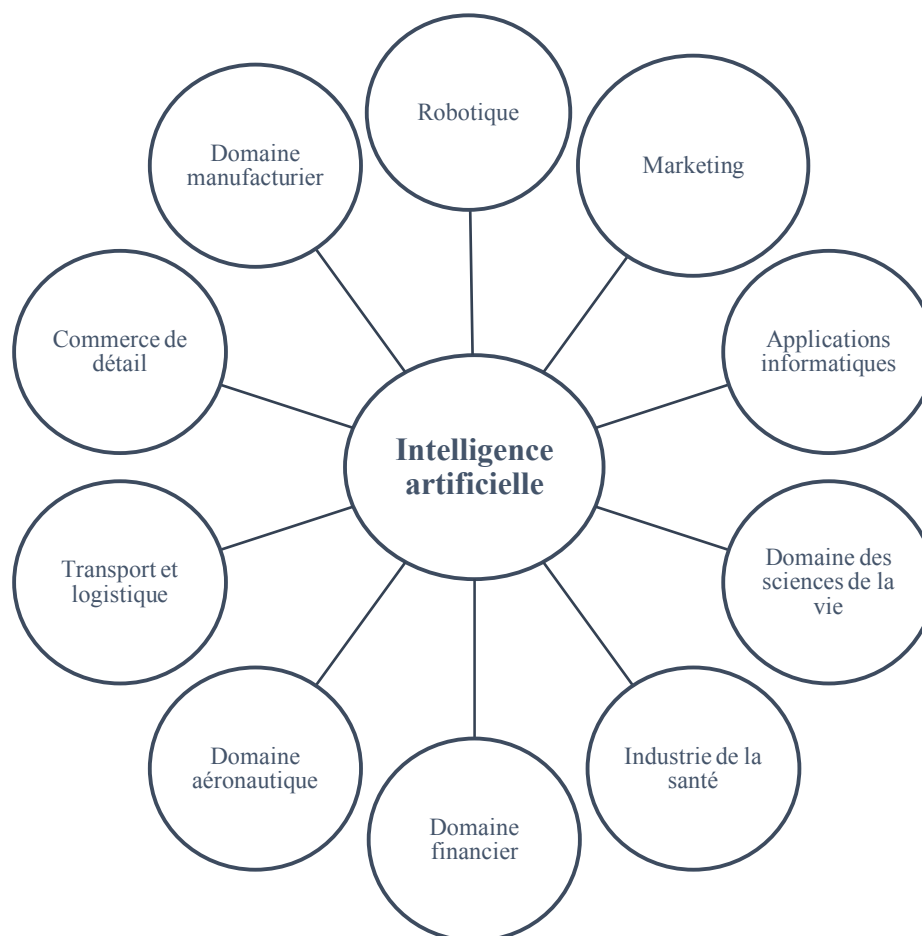 Robotique
Marketing
Domaine
manufacturier
Commerce de
détail
Applications
informatiques
Intelligence
artificielle
Transport et
logistique
Domaine des
sciences de la
vie
Domaine
aéronautique
Industrie de la
santé
Domaine
financier